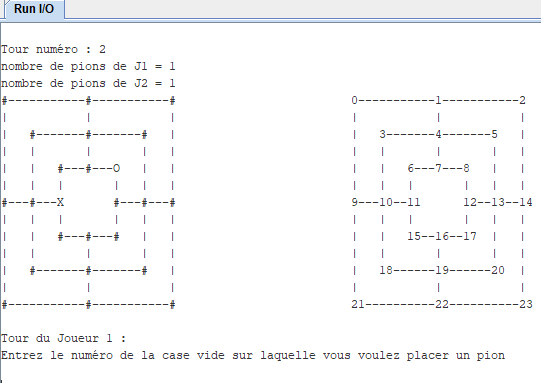 Run I/O
Tour numéro : 2
nombre de pions de J1 = 1
nombre de pions de J2 = 1
#-----------#-----------#                         0-----------1-----------2
|           |           |                         |           |           |
|   #-------#-------#   |                         |   3-------4-------5   |
|   |       |       |   |                         |   |       |       |   |
|   |   #---#---O   |   |                         |   |   6---7---8   |   |
|   |   |       |   |   |                         |   |   |       |   |   |
#---#---X       #---#---#                         9---10--11      12--13--14
|   |   |       |   |   |                         |   |   |       |   |   |
|   |   #---#---#   |   |                         |   |   15--16--17  |   |
|   |       |       |   |                         |   |       |       |   |
|   #-------#-------#   |                         |   18------19------20  |
|           |           |                         |           |           |
#-----------#-----------#                         21----------22----------23
Tour du Joueur 1 :
Entrez le numéro de la case vide sur laquelle vous voulez placer un pion